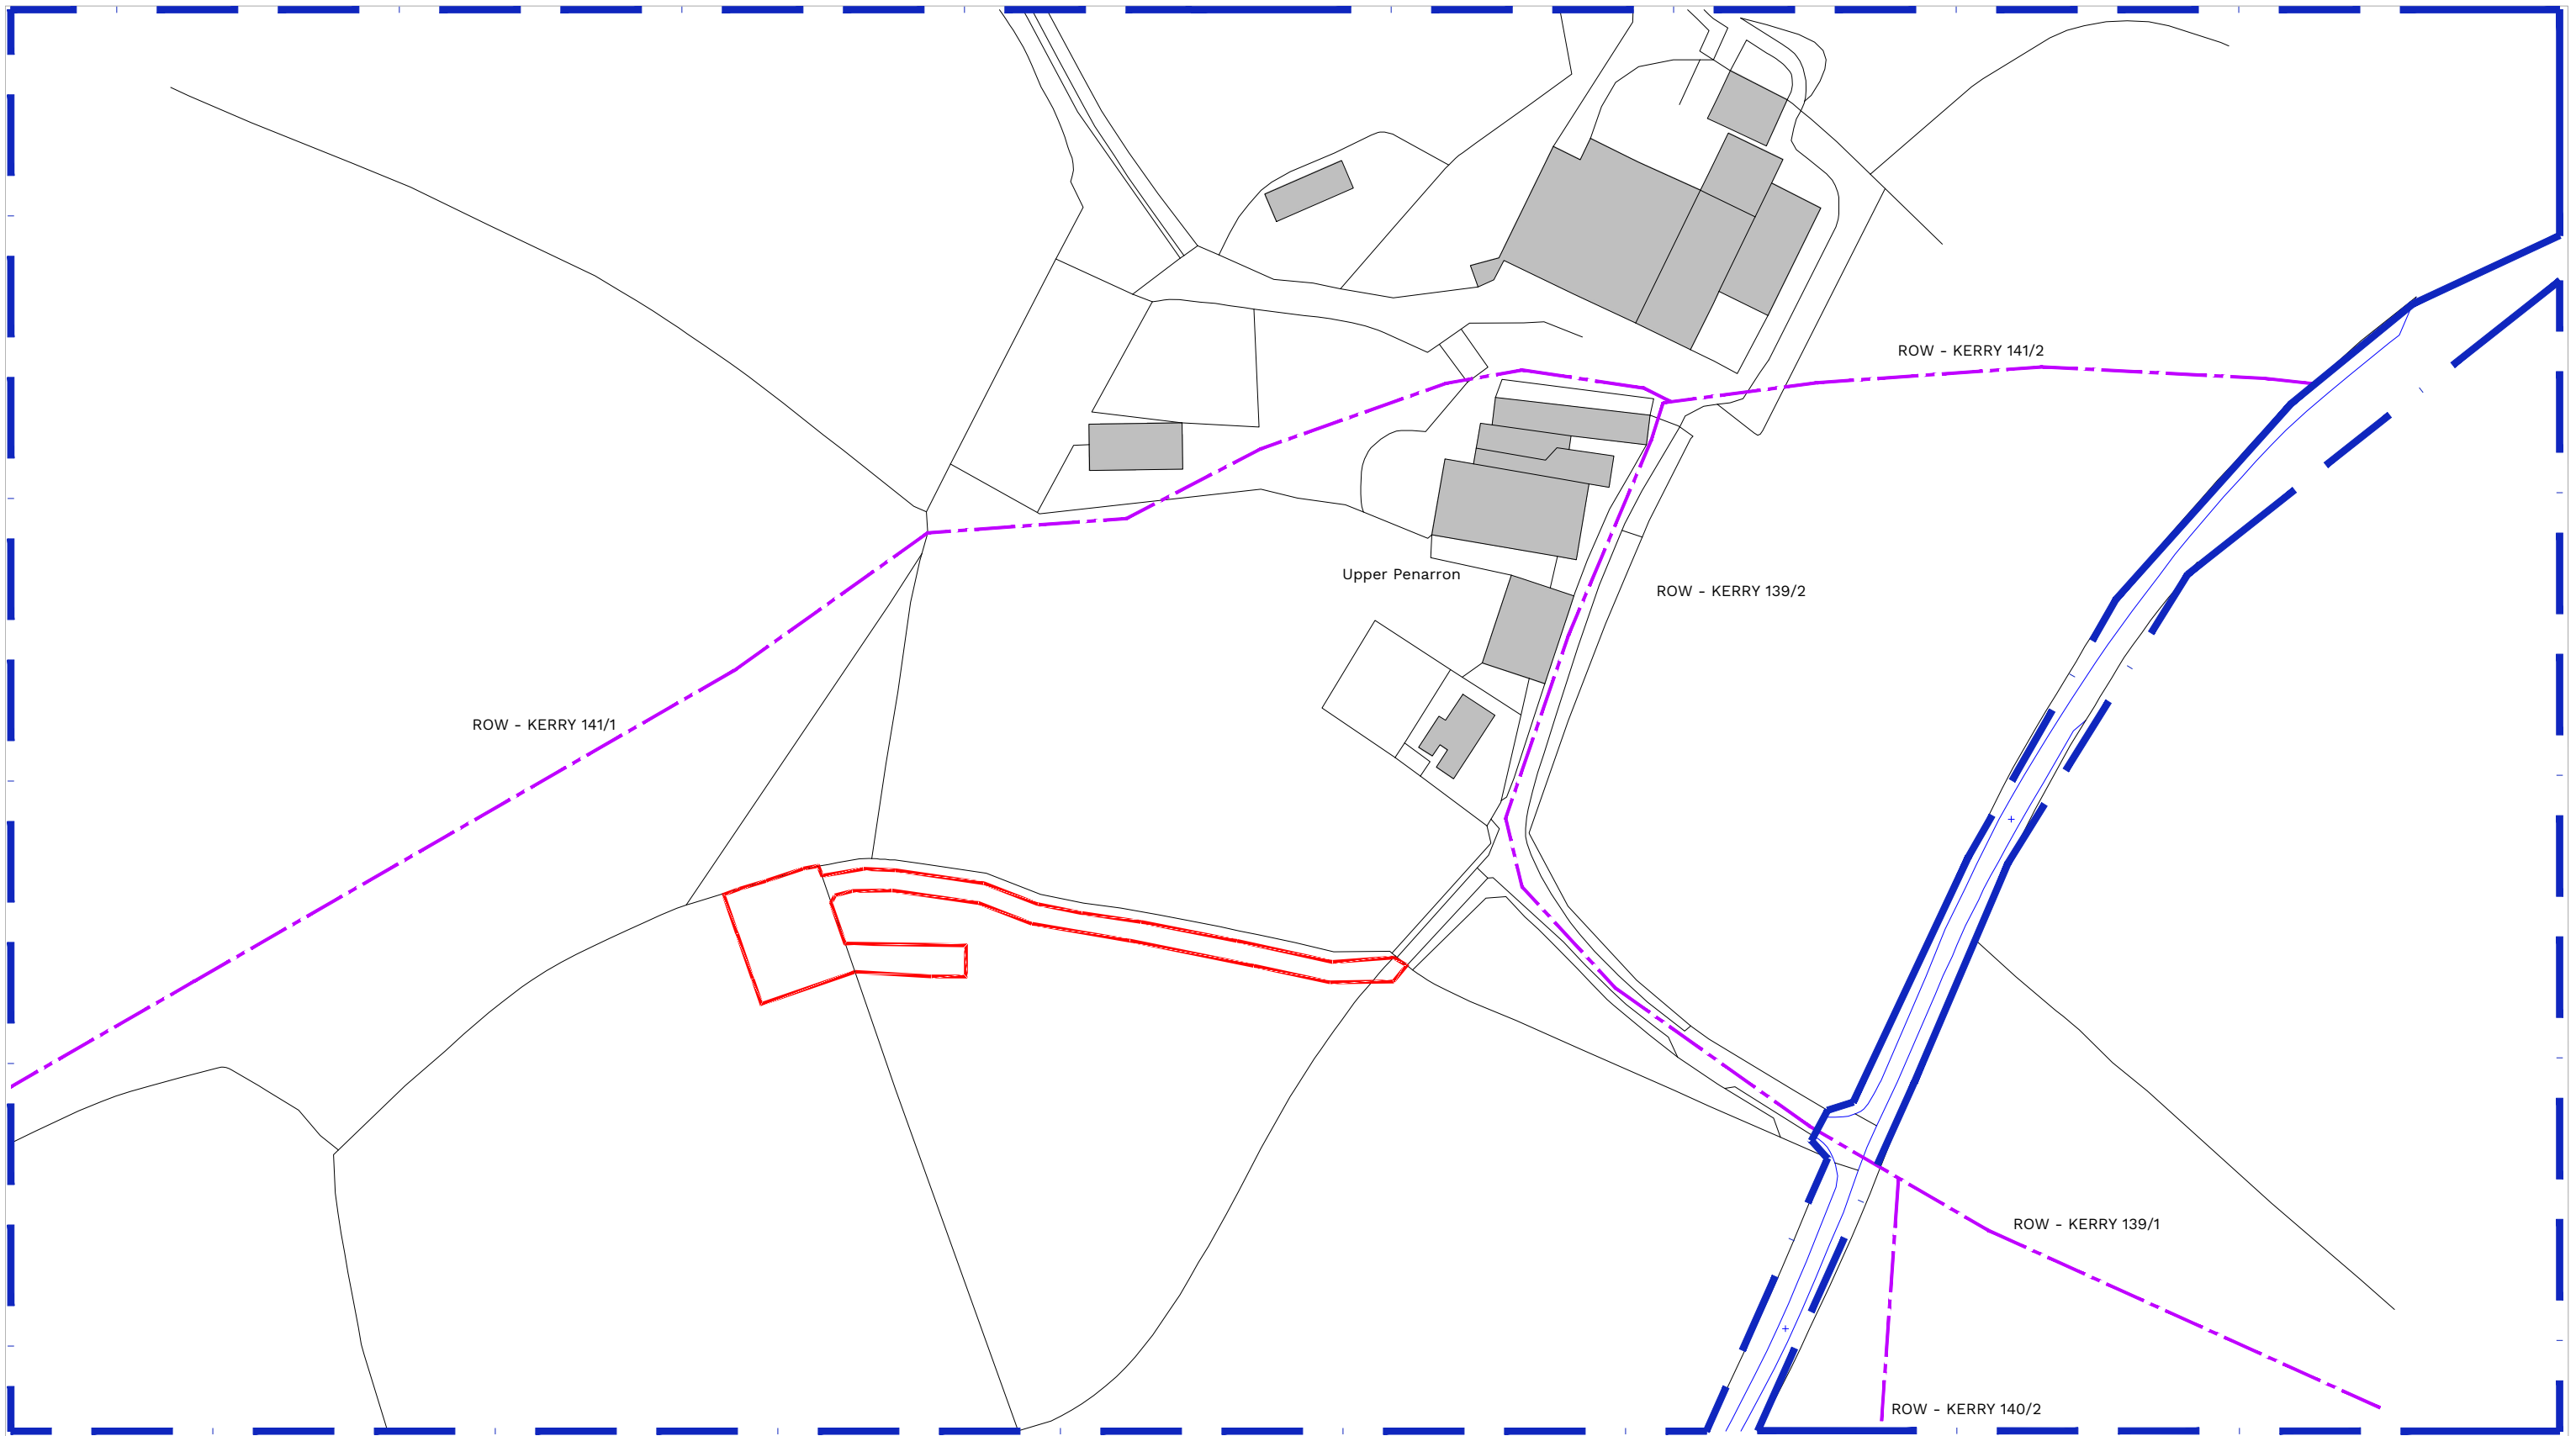 ROW - KERRY 141/2
Upper Penarron
ROW - KERRY 139/2
ROW - KERRY 141/1
ROW - KERRY 139/1
ROW - KERRY 140/2